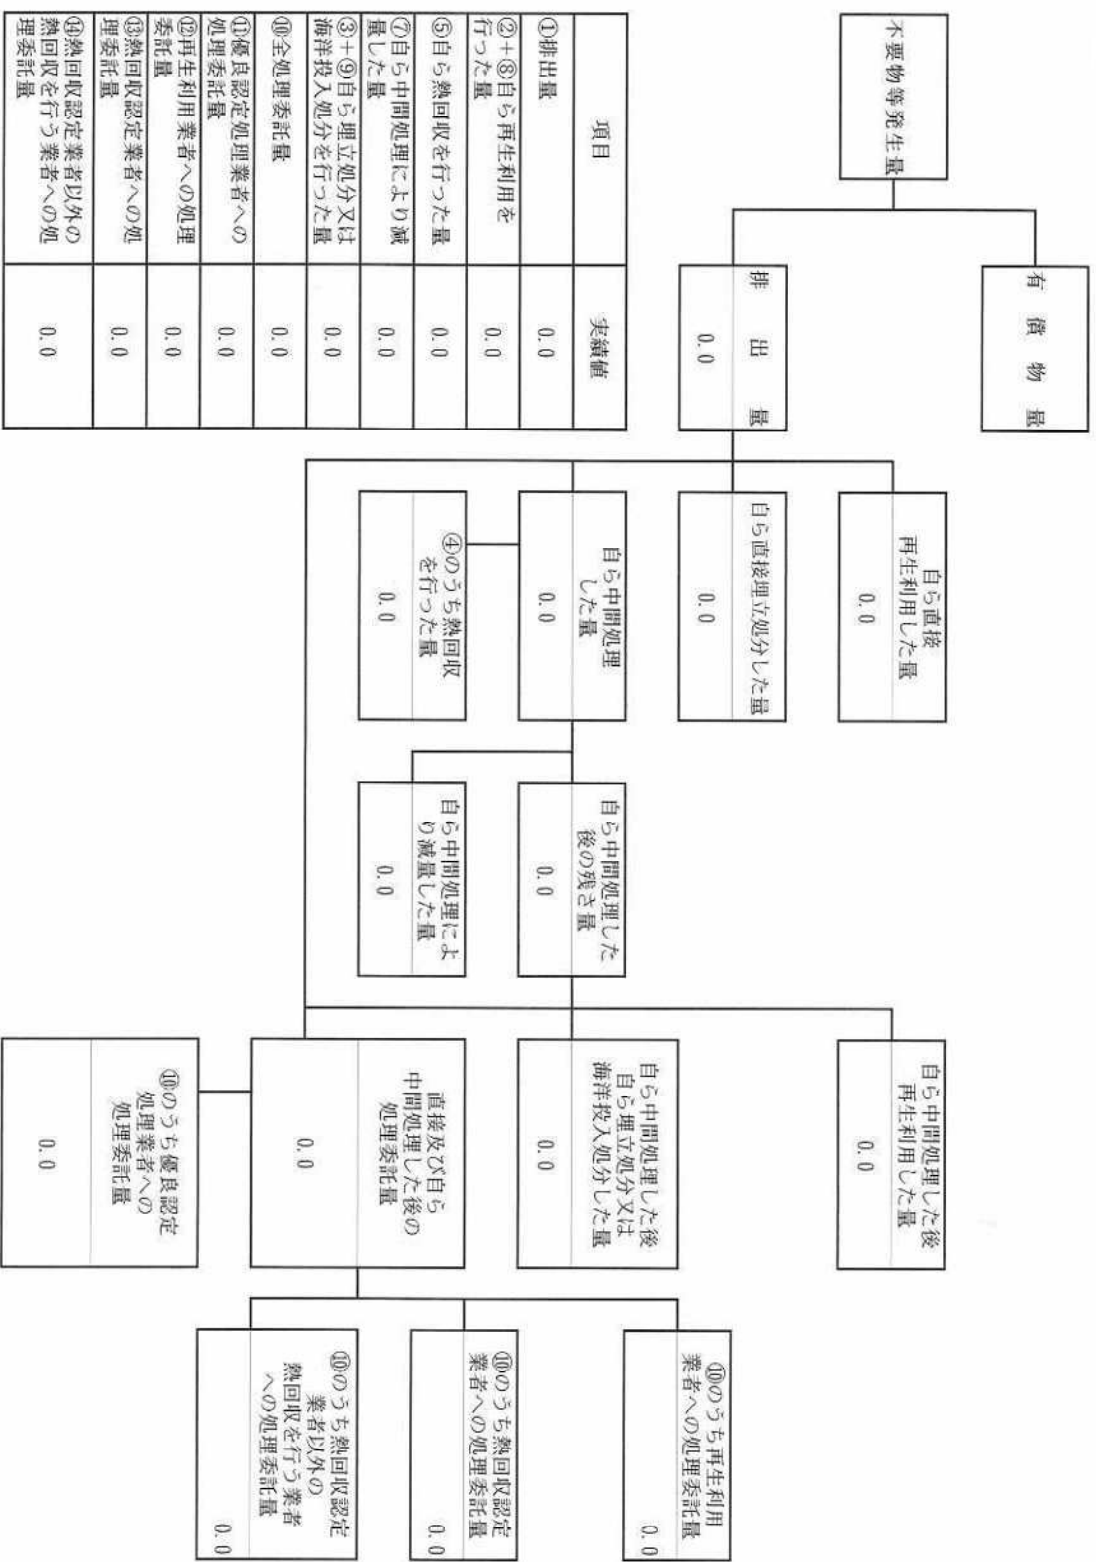 有償物量
不要物等発生量
排出量
0.0
自ら直接
再生利用した量
0.0
自ら直接埋立処分した量
0.0
自ら中間処理
した量
0.0
④のうち熱回収
を行った量
0.0
自ら中間処理した
後の残さ量
0.0
自ら中間処理によ
り減量した量
0.0
自ら中間処理した後
再生利用した量
0.0
自ら中間処理した後
自ら埋立処分又は
海洋投入処分した量
0.0
直接及び自ら
中間処理した後の
処理委託量
0.0
⑩のうち優良認定
処理業者への
処理委託量
0.0
⑩のうち再生利用
業者への処理委託量
0.0
⑩のうち熱回収認定
業者への処理委託量
0.0
⑩のうち熱回収認定
業者以外の
熱回収を行う業者
への処理委託量
0.0
項目 実績値
①排出量 0.0
②+⑧自ら再生利用を
行った量 0.0
⑤自ら熱回収を行った量 0.0
⑦自ら中間処理により減
量した量 0.0
③+⑨自ら埋立処分又は
海洋投入処分を行った量 0.0
⑩全処理委託量 0.0
⑪優良認定処理業者への
処理委託量 0.0
⑫再生利用業者への処理
委託量 0.0
⑬熱回収認定業者への処
理委託量 0.0
⑭熱回収認定業者以外の
熱回収を行う業者への処
理委託量 0.0